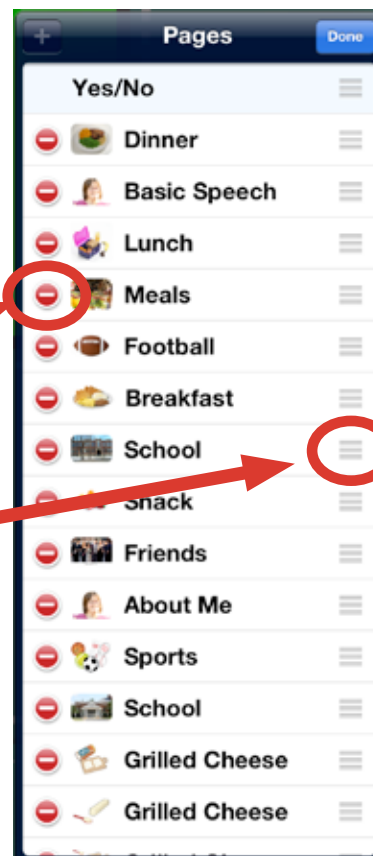 + Pages Done
Yes/No
Dinner
Basic Speech
Lunch
Meals
Football
Breakfast
School
Snack
Friends
About Me
Sports
School
Grilled Cheese
Grilled Cheese